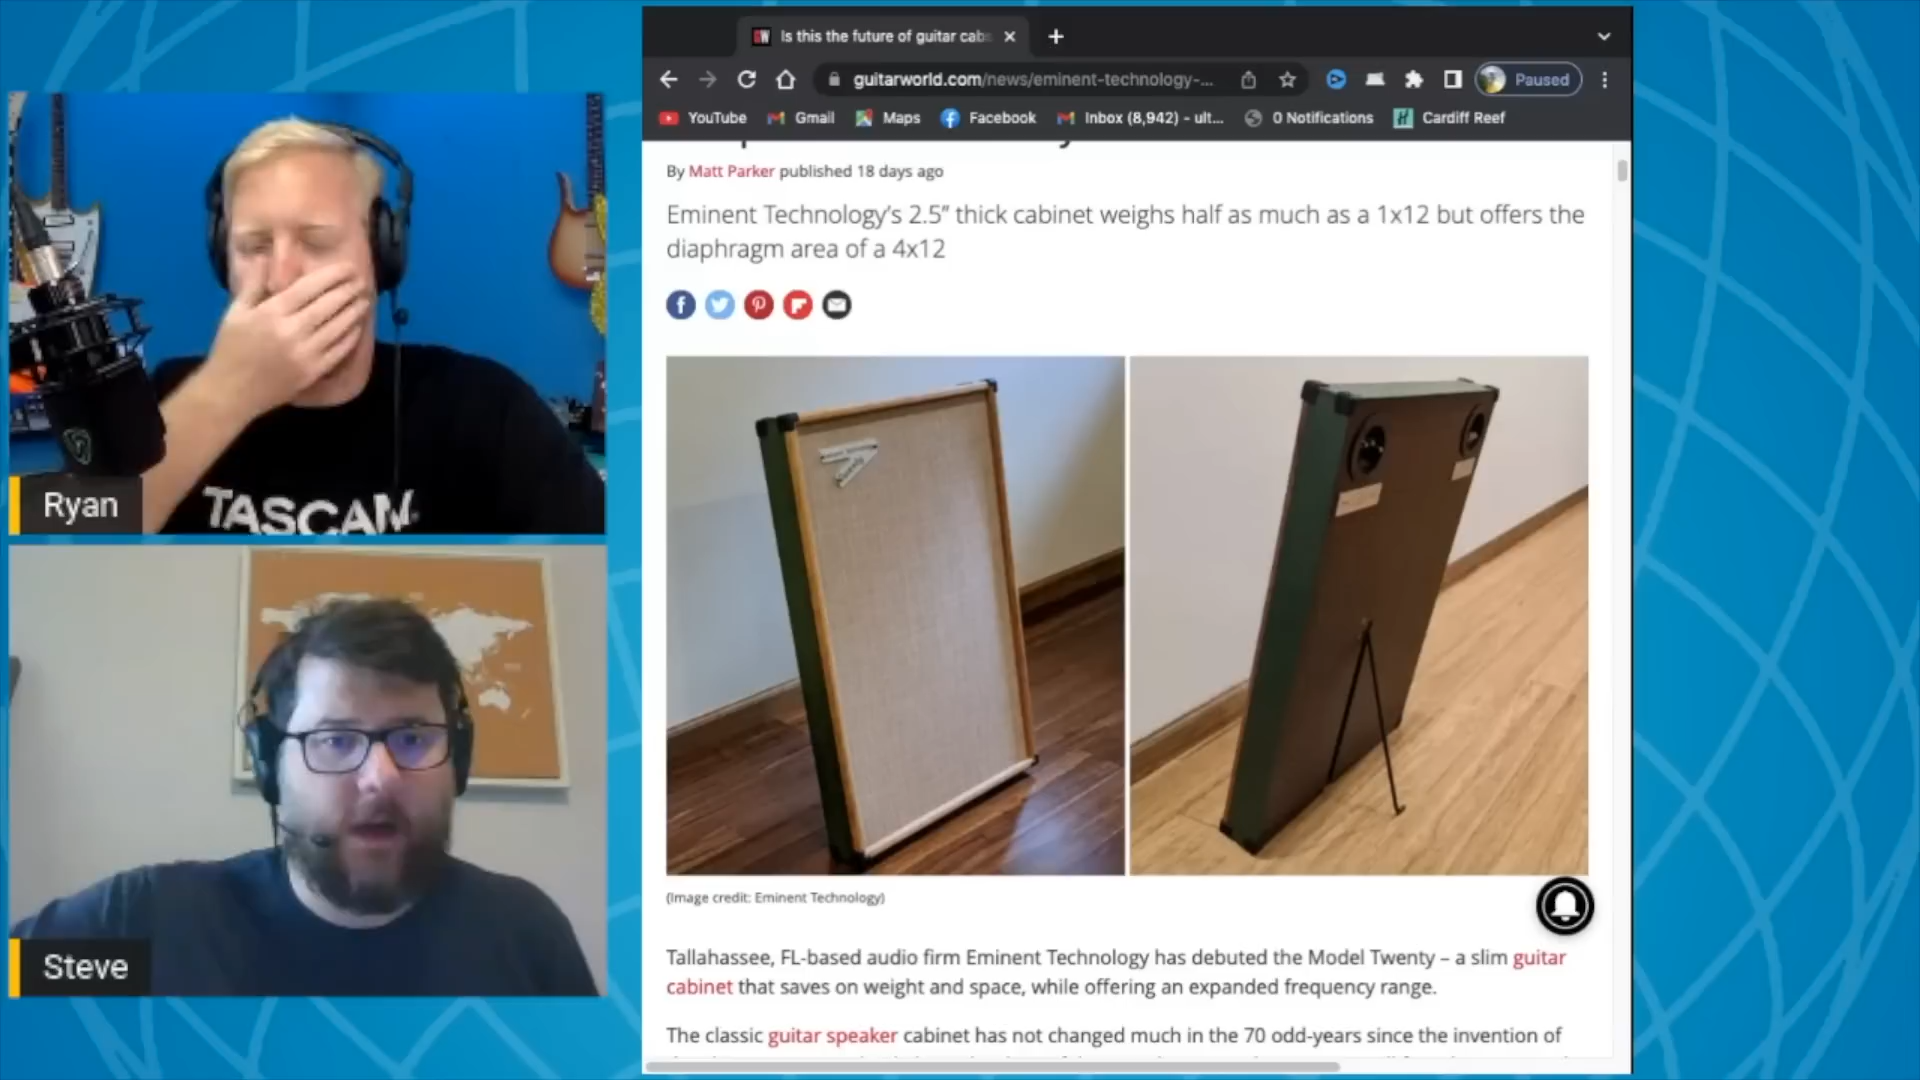 Is this the future of guitar cab
guitarworld.com/news/eminent-technology-...
Paused
YouTube
Gmail
Maps
Facebook
Inbox (8,942) - ult...
0 Notifications
Cardiff Reef
By Matt Parker published 18 days ago
Eminent Technology's 2.5” thick cabinet weighs half as much as a 1x12 but offers the
diaphragm area of a 4x12
(Image credit: Eminent Technology)
Tallahassee, FL-based audio firm Eminent Technology has debuted the Model Twenty – a slim guitar
cabinet that saves on weight and space, while offering an expanded frequency range.
The classic guitar speaker cabinet has not changed much in the 70 odd-years since the invention of
TASCAM
Ryan
Steve